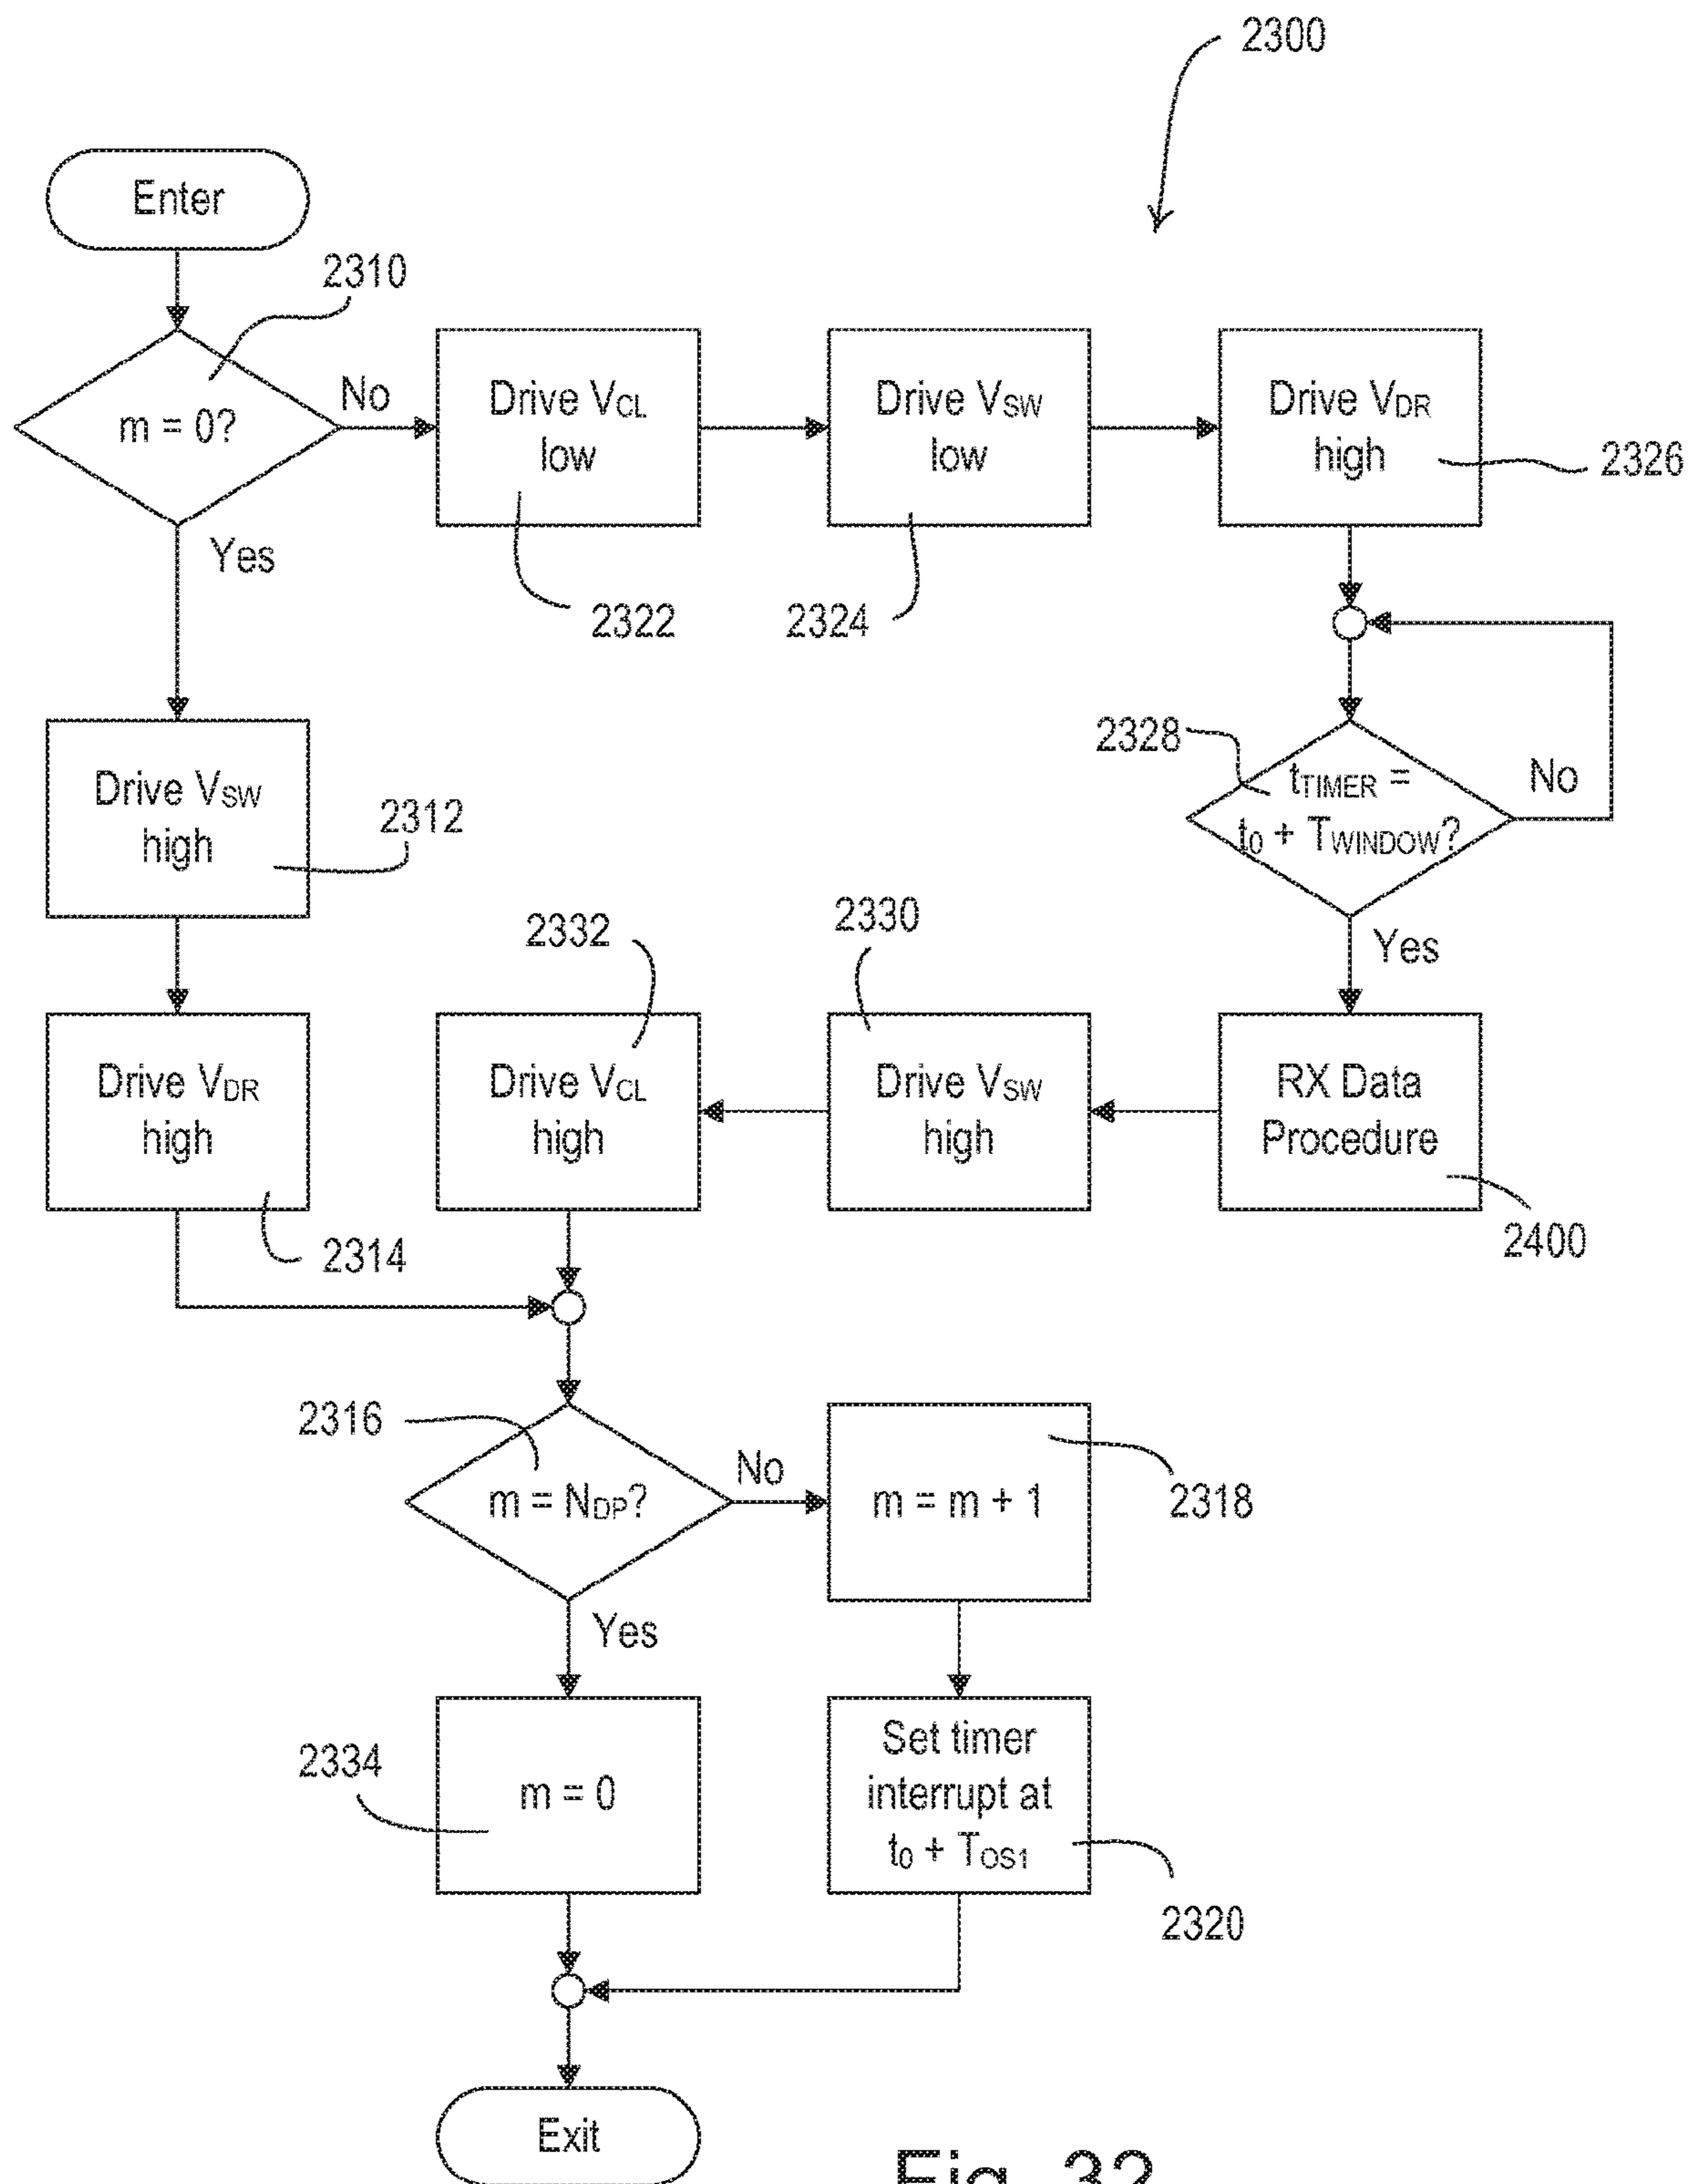 2300
Enter
2310
m = 0?
No
Yes
Drive VCL
low
2322
Drive VSW
low
2324
Drive VDR
high
2326
2328
tTIMER =
t0 + TWINDOW?
No
Yes
Drive VSW
high
2312
Drive VDR
high
2314
2332
Drive VCL
high
2330
Drive VSW
high
RX Data
Procedure
2400
2316
m = NDP?
No
Yes
m = m + 1
2318
2334
m = 0
Set timer
interrupt at
t0 + TOS1
2320
Exit
Fig. 32